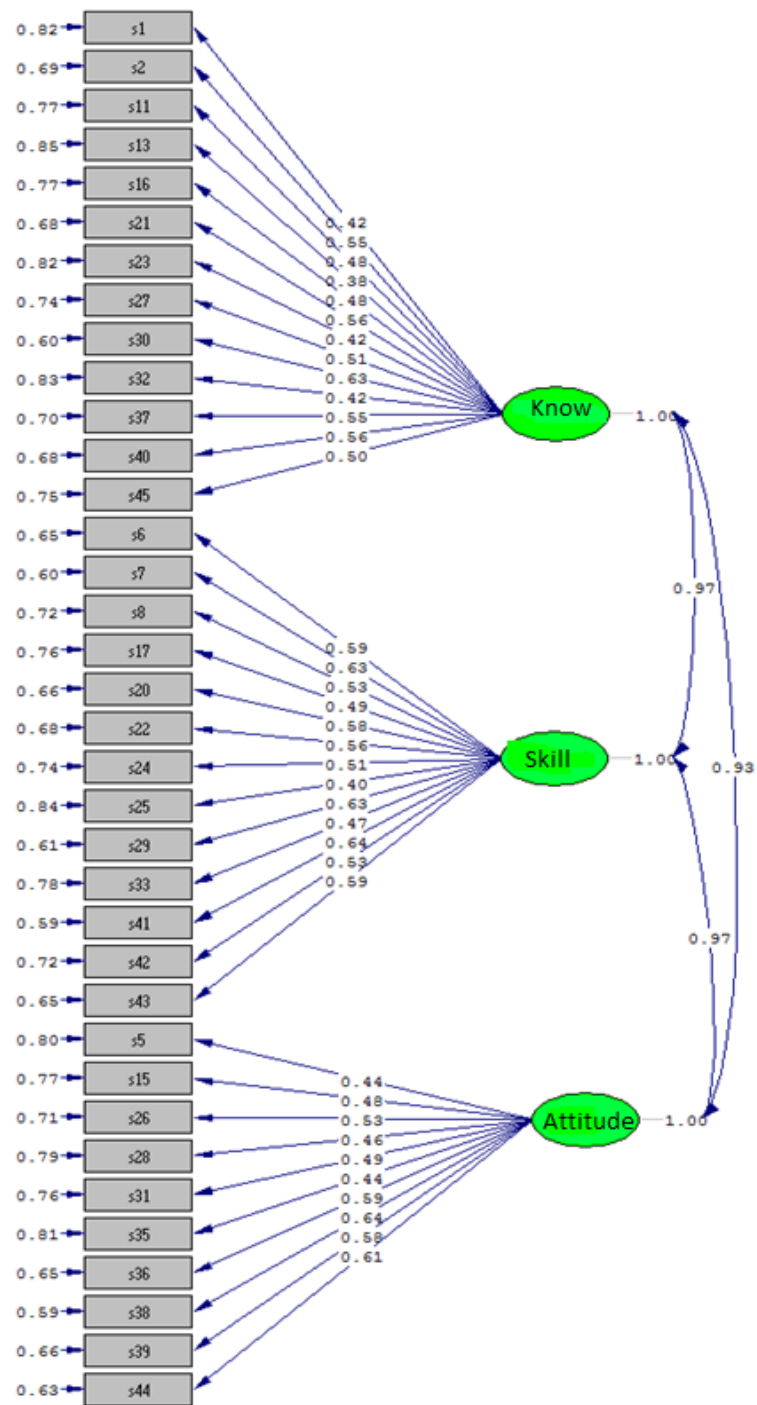 0.82 s1
0.69 s2
0.77 s11
0.85 s13
0.77 s16
0.68 s21 0.42
0.82 s23 0.55
0.48
0.74 s27 0.38
0.48
0.60 s30 0.56
0.42
0.83 s32 0.51
0.63
0.42
0.70 s37 0.55 Know 1.00
0.68 s40 0.56
0.50
0.75 s45
0.65 s6
0.60 s7
0.97
0.72 s8
0.76 s17 0.59
0.63
0.66 s20 0.53
0.49
0.68 s22 0.58
0.56
0.74 s24 0.51 Skill 1.00 0.93
0.40
0.84 s25 0.63
0.61 s29 0.47
0.64
0.78 s33 0.53
0.59
0.59 s41
0.97
0.72 s42
0.65 s43
0.80 s5
0.77 s15 0.44
0.48
0.71 s26 0.53 Attitude 1.00
0.46
0.79 s28 0.49
0.44
0.76 s31 0.59
0.64
0.81 s35 0.58
0.61
0.65 s36
0.59 s38
0.66 s39
0.63 s44